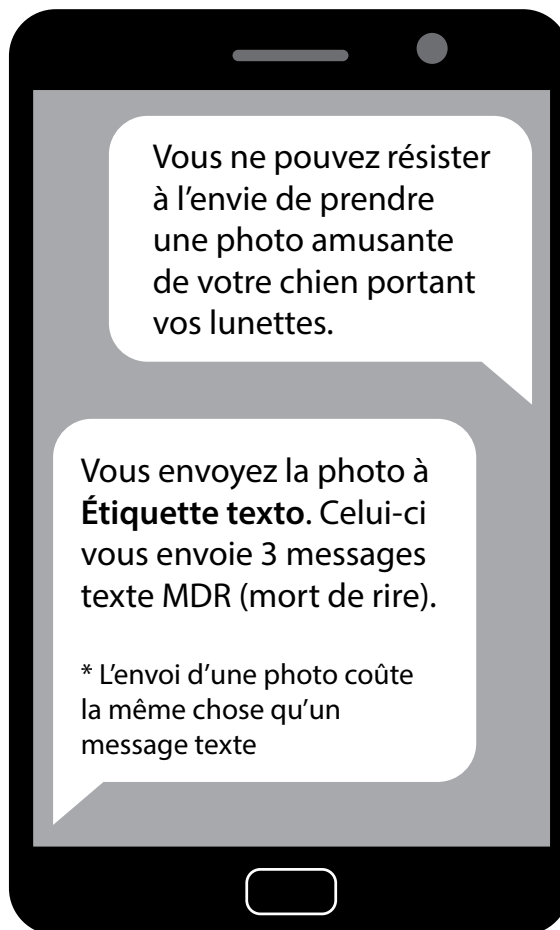 Vous ne pouvez résister
à l’envie de prendre
une photo amusante
de votre chien portant
vos lunettes.
Vous envoyez la photo à
Étiquette texto. Celui-ci
vous envoie 3 messages
texte MDR (mort de rire).
* L’envoi d’une photo coûte
la même chose qu’un
message texte